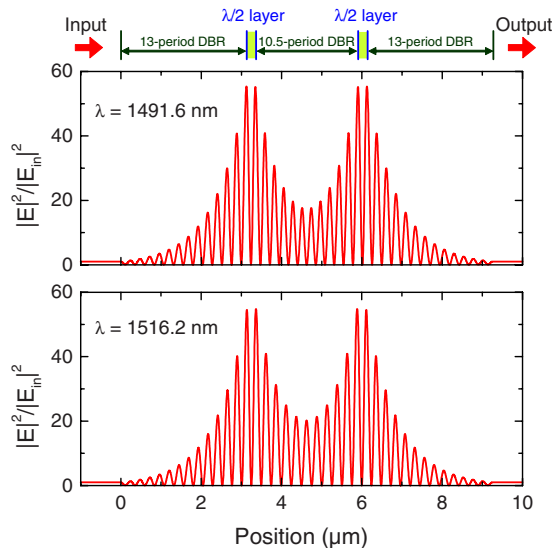 λ/2 layer λ/2 layer
Input Output
13-period DBR 10.5-period DBR 13-period DBR
60
λ = 1491.6 nm
40
|E|²/|E_in|²
20
0
60
λ = 1516.2 nm
40
|E|²/|E_in|²
20
0
0 2 4 6 8 10
Position (μm)